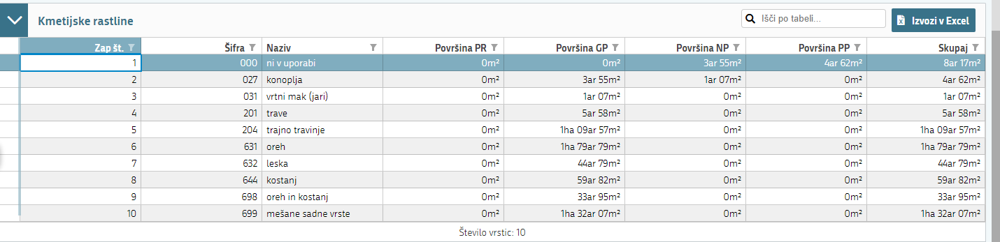 Kmetijske rastline Išči po tabeli... Izvozi v Excel
Zap št. Šifra Naziv Površina PR Površina GP Površina NP Površina PP Skupaj
1 000 ni v uporabi 0m² 0m² 3ar 55m² 4ar 62m² 8ar 17m²
2 027 konoplja 0m² 3ar 55m² 1ar 07m² 0m² 4ar 62m²
3 031 vrtni mak (jari) 0m² 1ar 07m² 0m² 0m² 1ar 07m²
4 201 trave 0m² 5ar 58m² 0m² 0m² 5ar 58m²
5 204 trajno travinje 0m² 1ha 09ar 57m² 0m² 0m² 1ha 09ar 57m²
6 631 oreh 0m² 1ha 79ar 79m² 0m² 0m² 1ha 79ar 79m²
7 632 leska 0m² 44ar 79m² 0m² 0m² 44ar 79m²
8 644 kostanj 0m² 59ar 82m² 0m² 0m² 59ar 82m²
9 698 oreh in kostanj 0m² 33ar 95m² 0m² 0m² 33ar 95m²
10 699 mešane sadne vrste 0m² 1ha 32ar 07m² 0m² 0m² 1ha 32ar 07m²
Število vrstic: 10